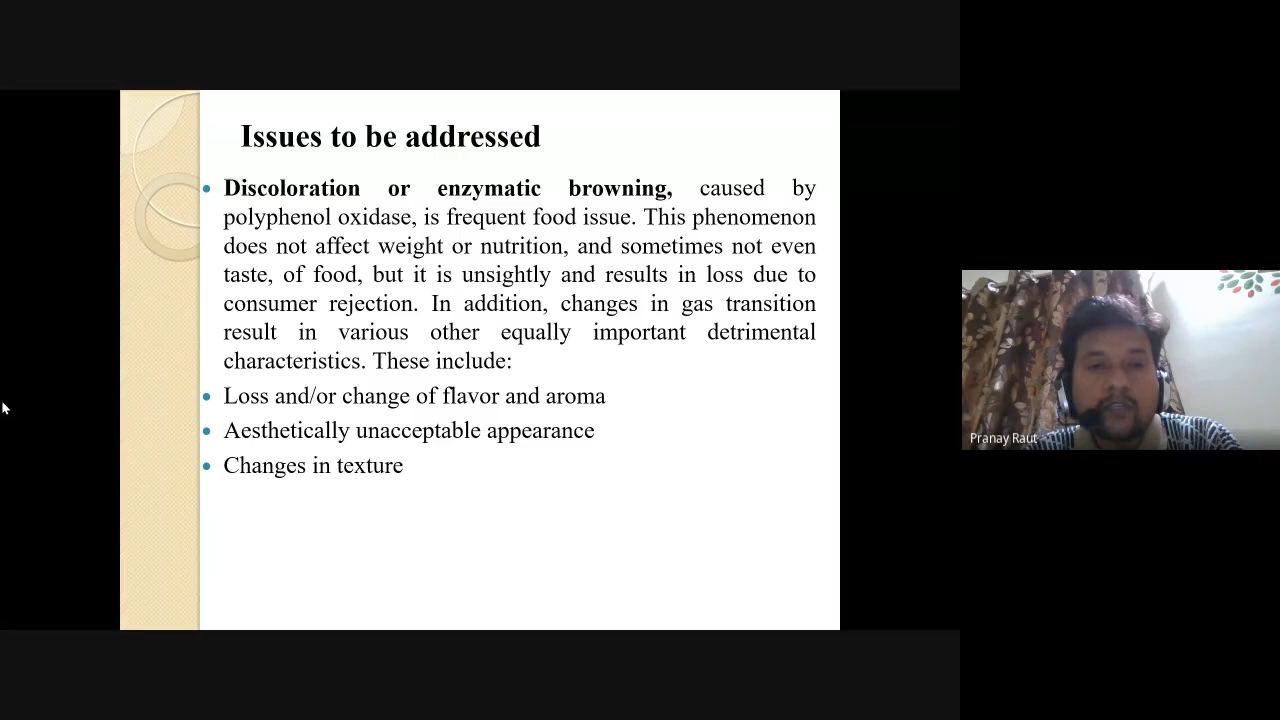 Issues to be addressed
Discoloration or enzymatic browning, caused by
polyphenol oxidase, is frequent food issue. This phenomenon
does not affect weight or nutrition, and sometimes not even
taste, of food, but it is unsightly and results in loss due to
consumer rejection. In addition, changes in gas transition
result in various other equally important detrimental
characteristics. These include:
Loss and/or change of flavor and aroma
Aesthetically unacceptable appearance
Changes in texture
Pranay Raut